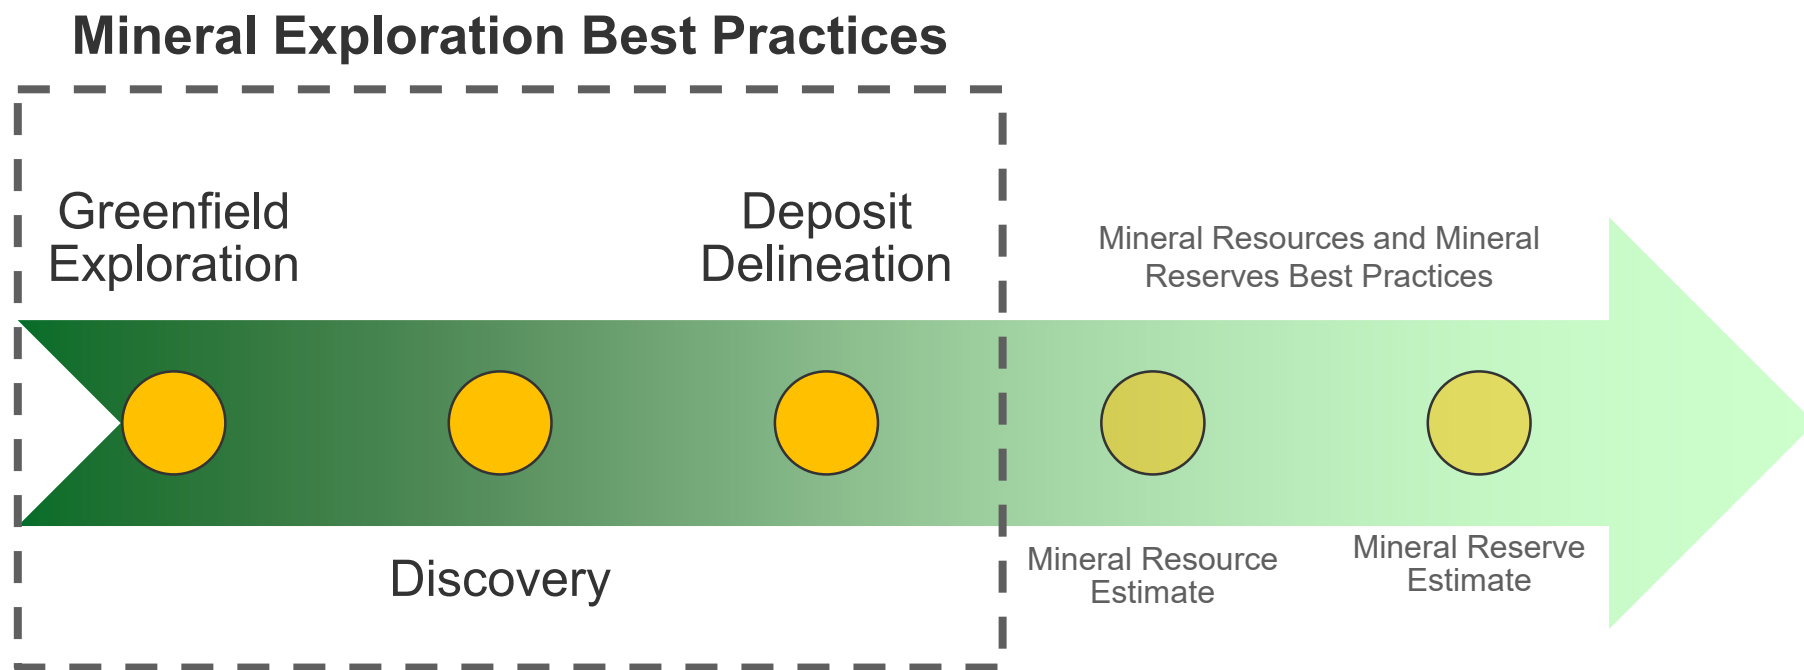 Mineral Exploration Best Practices
Greenfield
Exploration
Deposit
Delineation
Mineral Resources and Mineral
Reserves Best Practices
Discovery
Mineral Resource
Estimate
Mineral Reserve
Estimate